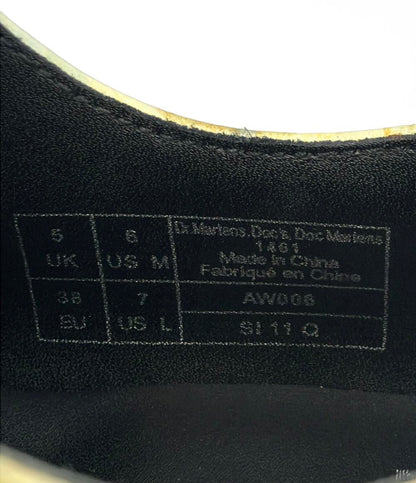 5 UK
6 US M
Dr.Martens. Doc's. Doc Martens
1461
Made in China
Fabriqué en Chine
38 EU
7 US L
AW006
SI 11 Q